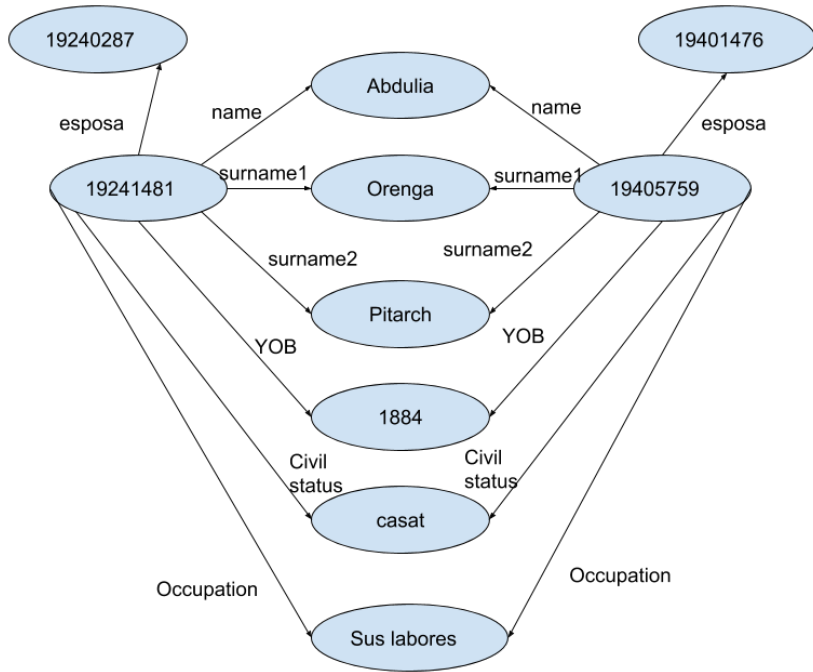 19240287
19401476
Abdulia
esposa
name
name
esposa
19241481
surname1
Orenga
surname1
19405759
surname2
surname2
Pitarch
YOB
YOB
1884
Civil
status
Civil
status
casat
Occupation
Occupation
Sus labores